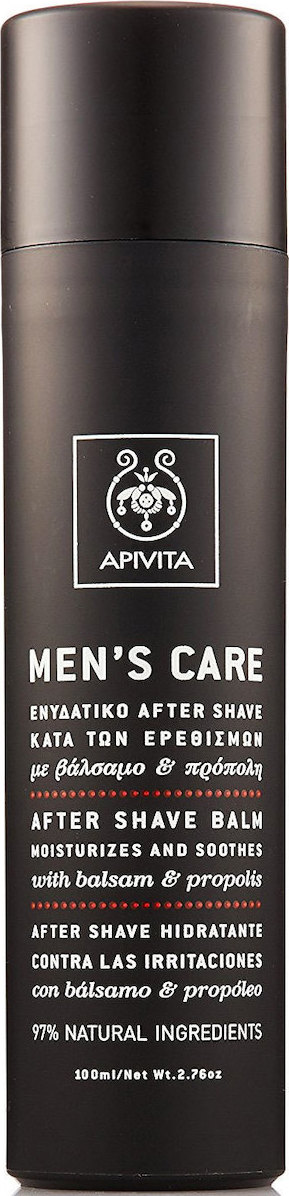 APIVITA
MEN'S CARE
ΕΝΥΔΑΤΙΚΟ AFTER SHAVE
ΚΑΤΑ ΤΩΝ ΕΡΕΘΙΣΜΩΝ
με βάλσαμο & πρόπολη
AFTER SHAVE BALM
MOISTURIZES AND SOOTHES
with balsam & propolis
AFTER SHAVE HIDRATANTE
CONTRA LAS IRRITACIONES
con bálsamo & propóleo
97% NATURAL INGREDIENTS
100ml/Net Wt.2.76oz